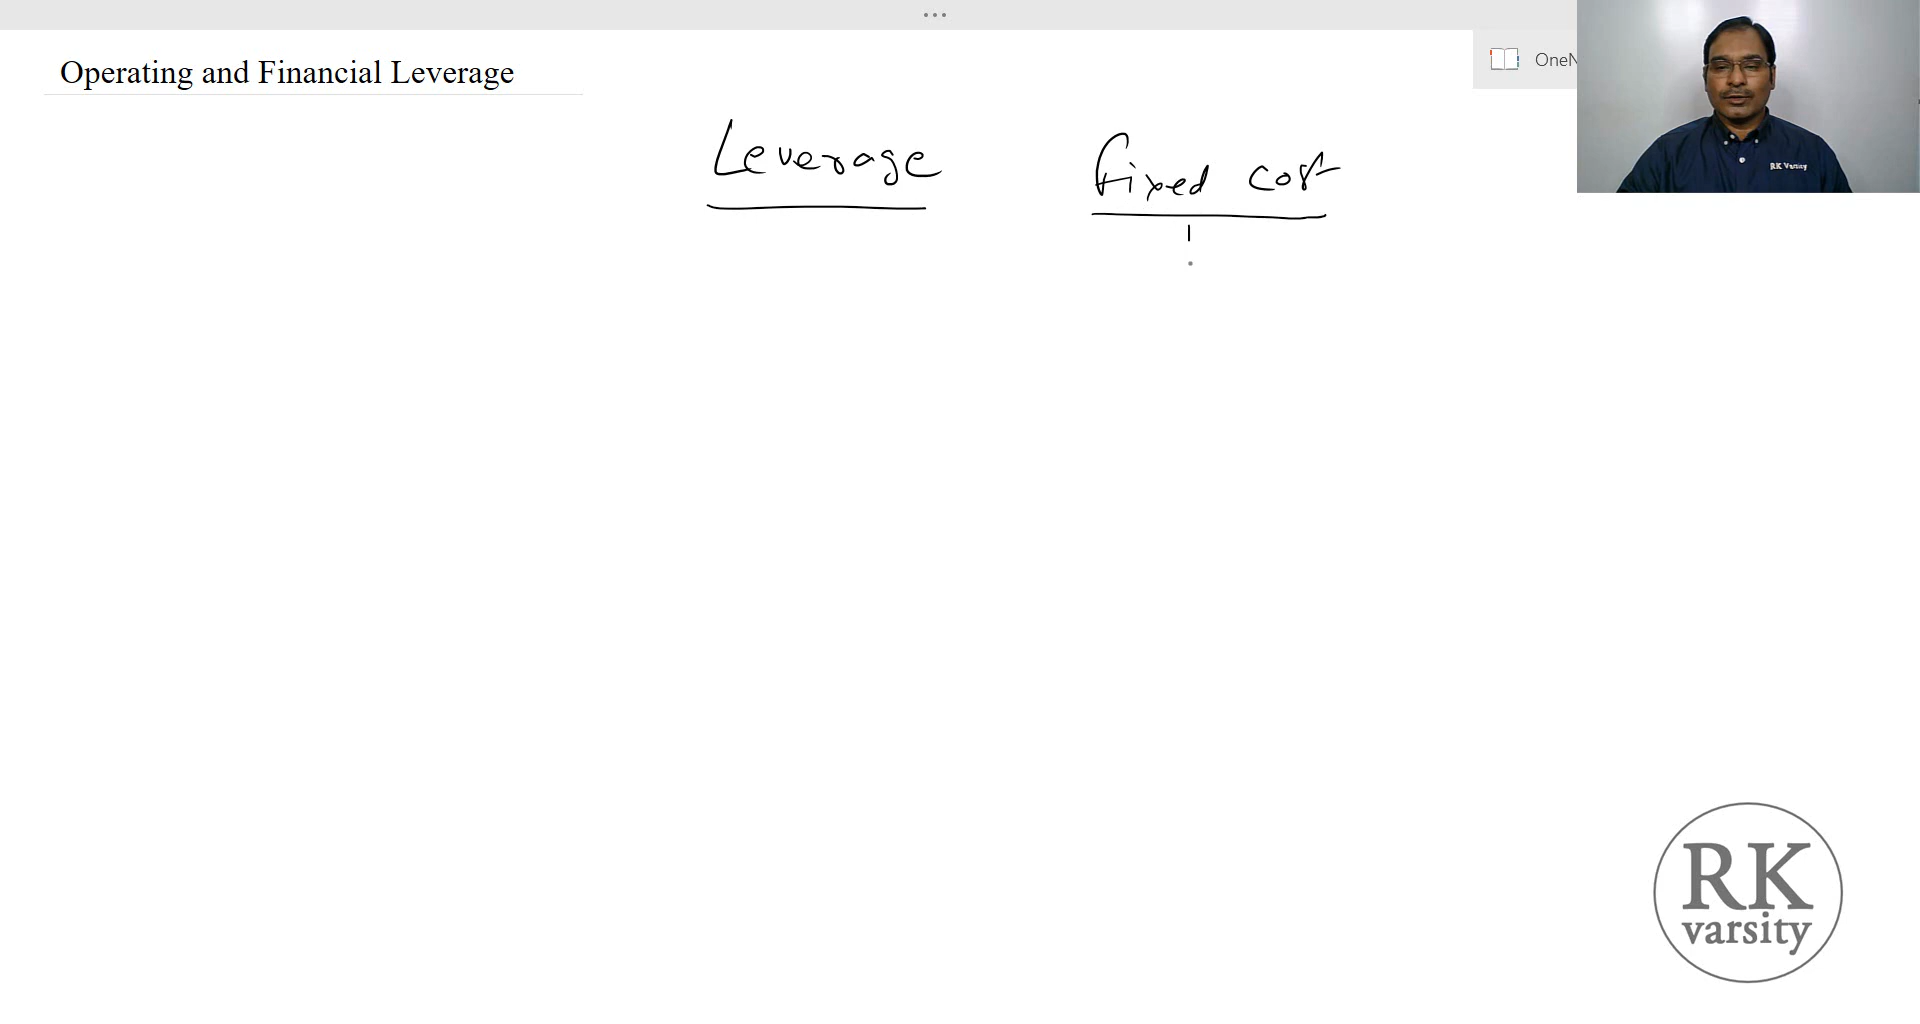 Operating and Financial Leverage
OneN
Leverage
fixed cost
RK Varsity
RK
varsity